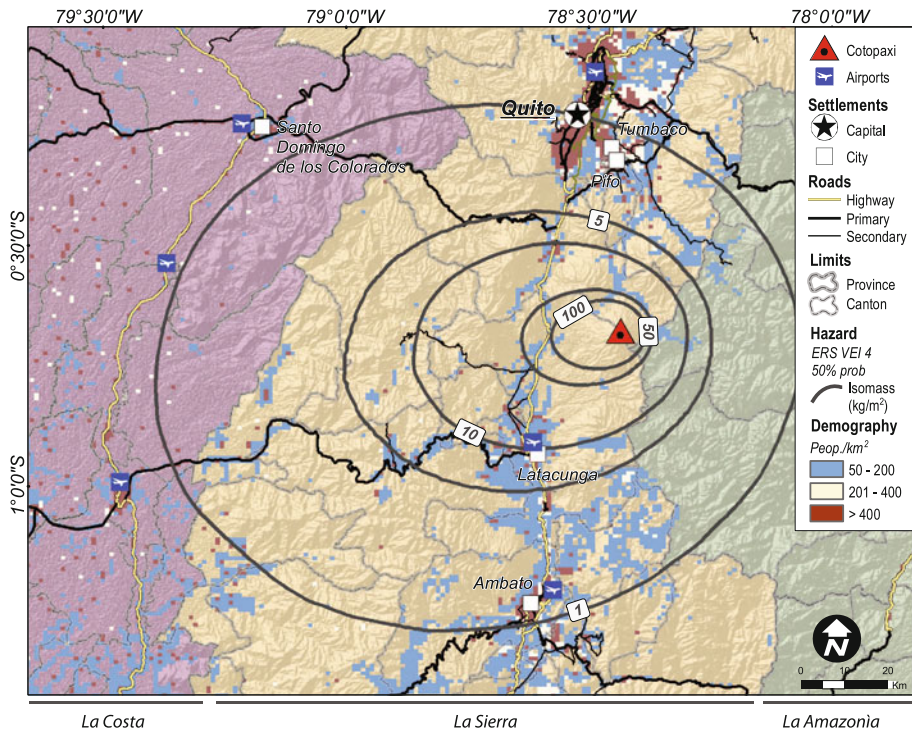 79°30'0"W 79°0'0"W 78°30'0"W 78°0'0"W
0°30'0"S
1°0'0"S
Quito
Tumbaco
Pifo
Santo
Domingo
de los Colorados
5
100
50
10
Latacunga
Ambato
1
Cotopaxi
Airports
Settlements
Capital
City
Roads
Highway
Primary
Secondary
Limits
Province
Canton
Hazard
ERS VEI 4
50% prob
Isomass
(kg/m²)
Demography
Peop./km²
50 - 200
201 - 400
> 400
N
0 10 20
Km
La Costa La Sierra La Amazonìa